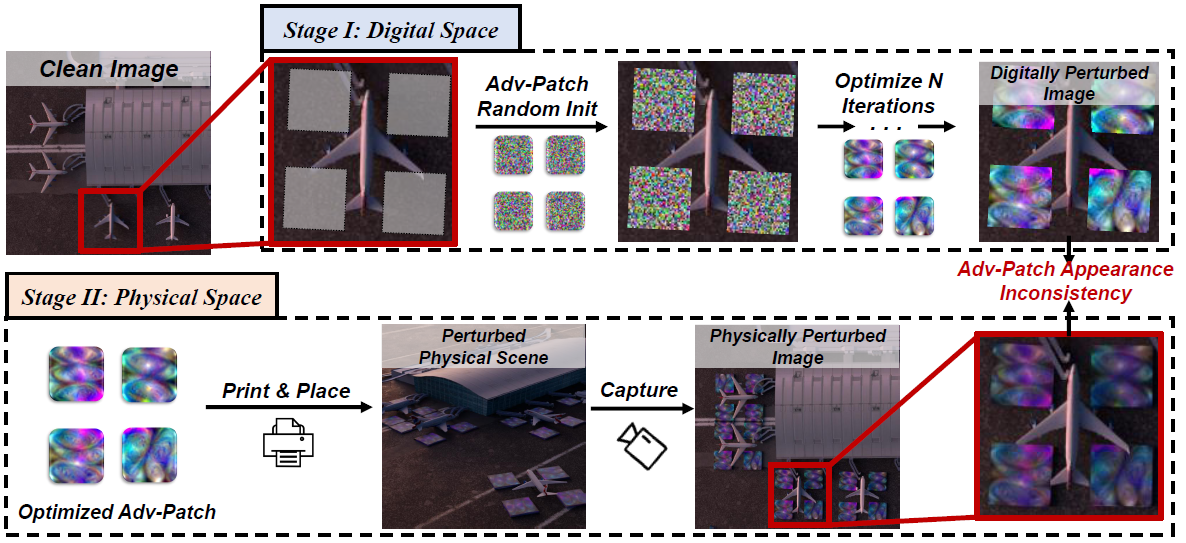 Stage I: Digital Space
Clean Image
Adv-Patch
Random Init
Optimize N
Iterations
. . .
Digitally Perturbed
Image
Adv-Patch Appearance
Inconsistency
Stage II: Physical Space
Optimized Adv-Patch
Print & Place
Perturbed
Physical Scene
Capture
Physically Perturbed
Image